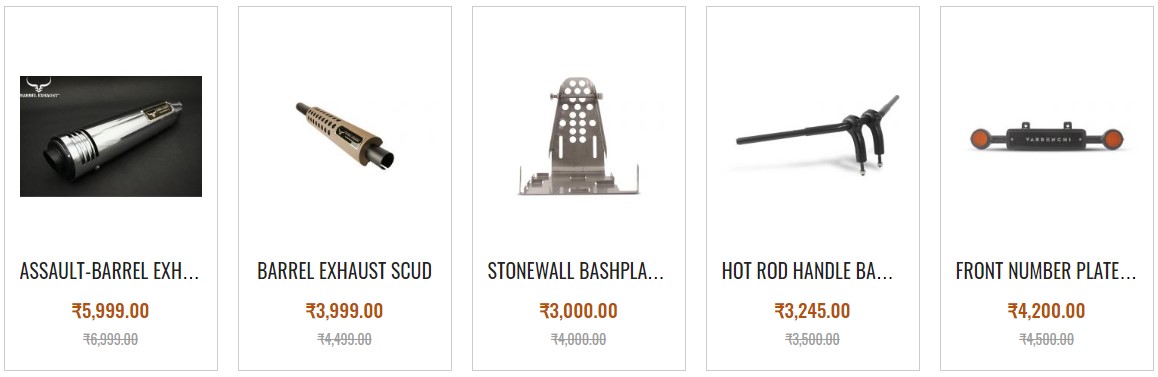 BARREL EXHAUST
VARDENCHI
ASSAULT-BARREL EXH...
₹5,999.00
₹6,999.00
BARREL EXHAUST SCUD
₹3,999.00
₹4,499.00
STONEWALL BASHPLA...
₹3,000.00
₹4,000.00
HOT ROD HANDLE BA...
₹3,245.00
₹3,500.00
FRONT NUMBER PLATE...
₹4,200.00
₹4,500.00